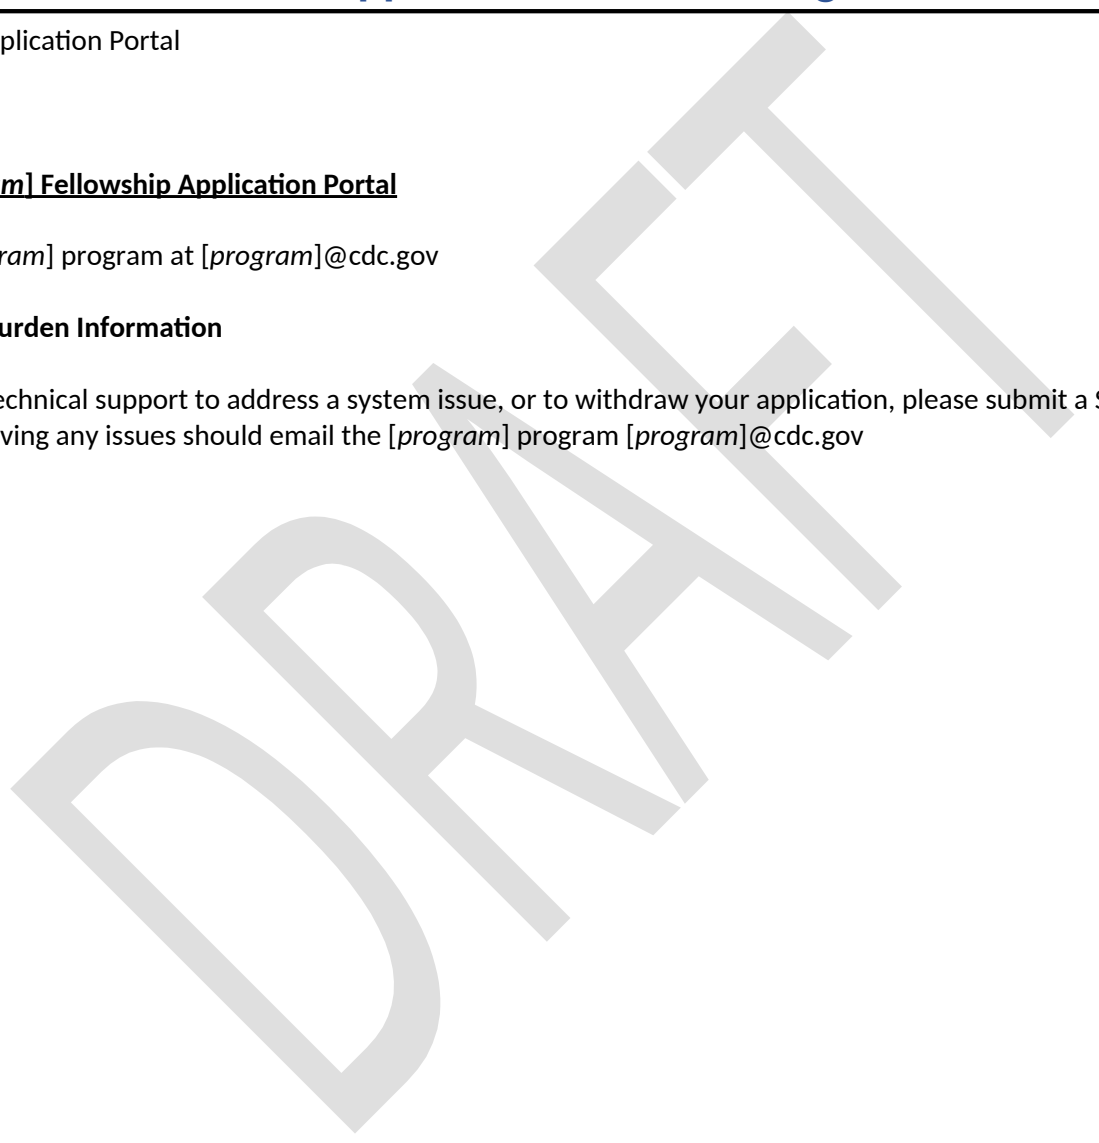 plication Portal
m] Fellowship Application Portal
ram] program at [program]@cdc.gov
urden Information
echnical support to address a system issue, or to withdraw your application, please submit a S
ving any issues should email the [program] program [program]@cdc.gov
DRAFT